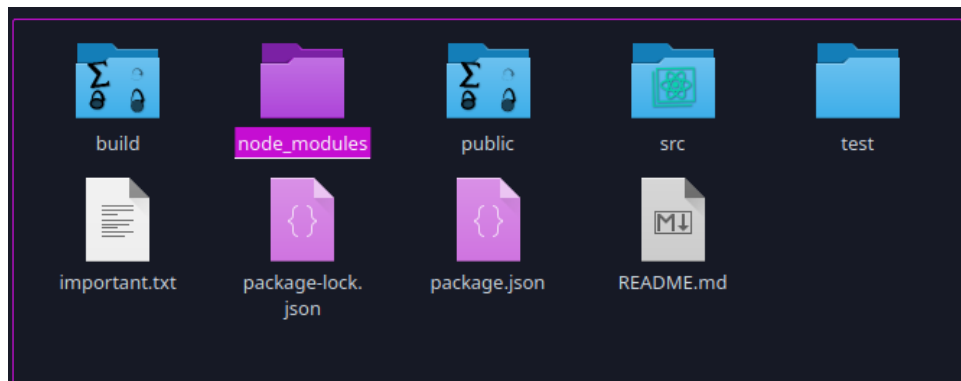 build
node_modules
public
src
test
important.txt
package-lock.
json
package.json
README.md